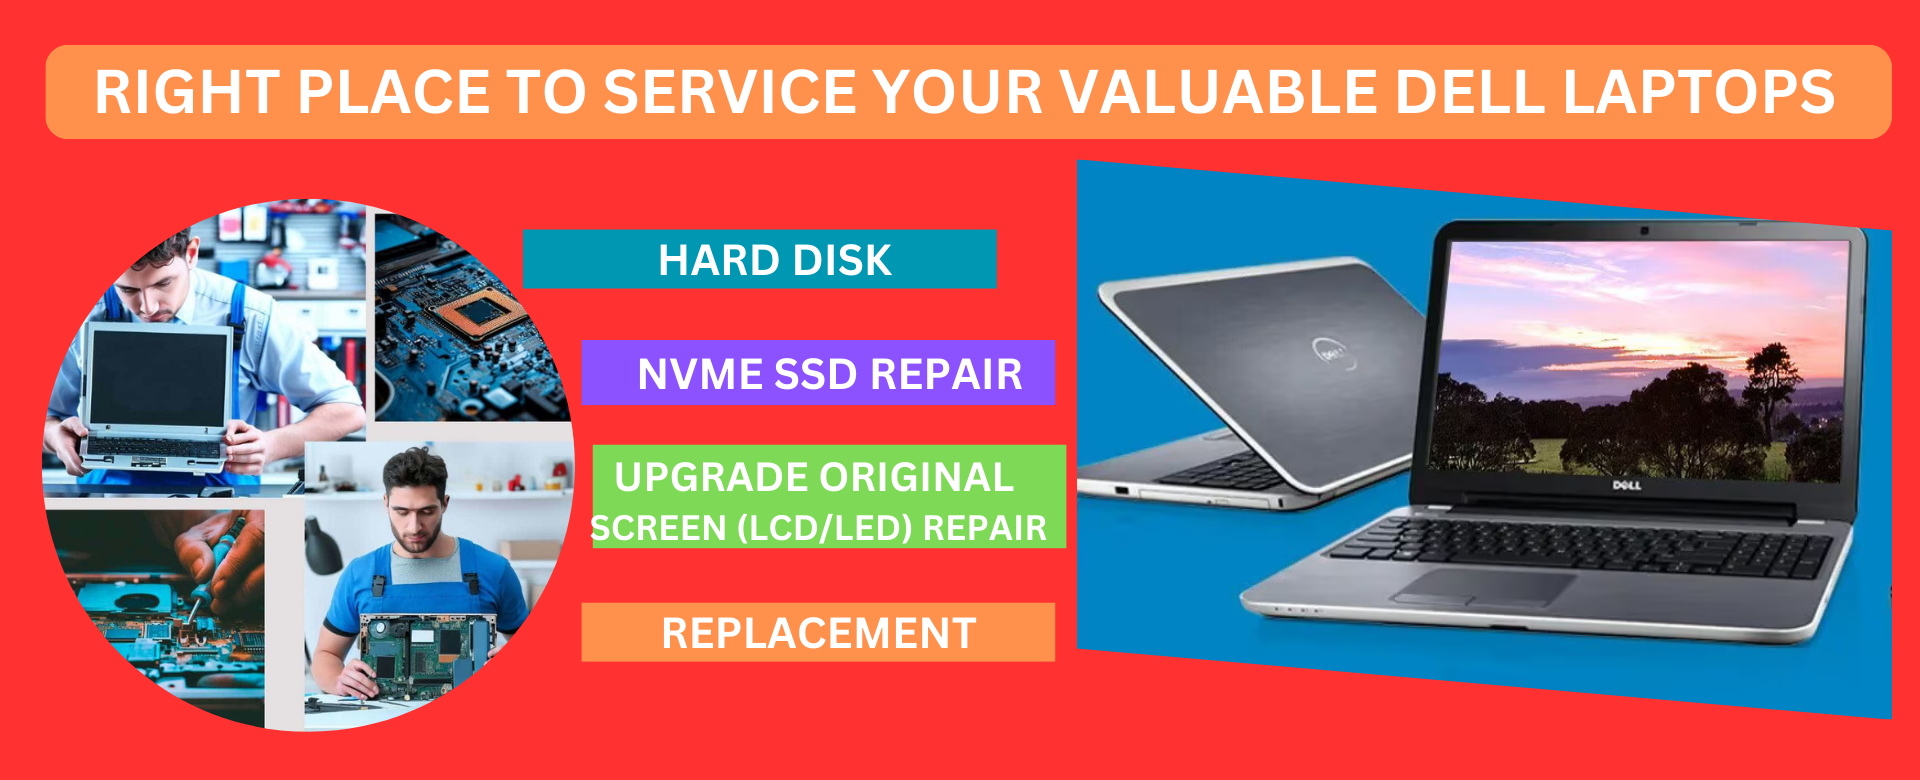 RIGHT PLACE TO SERVICE YOUR VALUABLE DELL LAPTOPS
HARD DISK
NVME SSD REPAIR
UPGRADE ORIGINAL
SCREEN (LCD/LED) REPAIR
REPLACEMENT
DELL
DELL